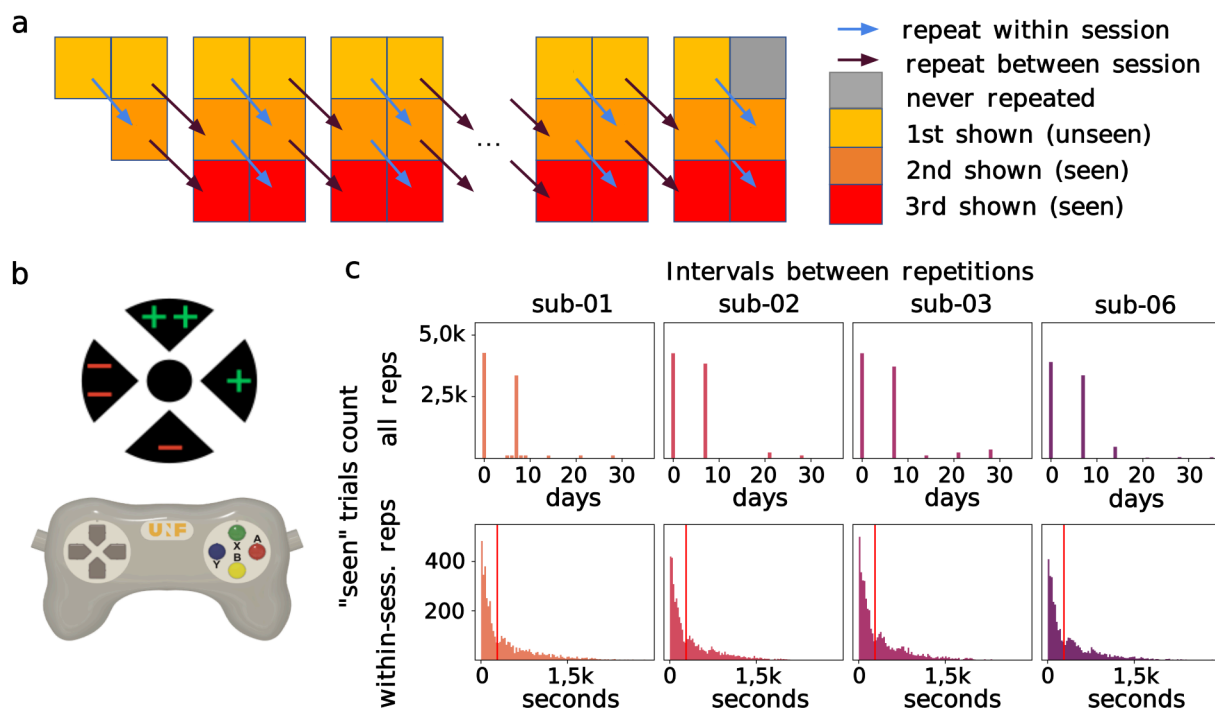 a
repeat within session
repeat between session
never repeated
1st shown (unseen)
2nd shown (seen)
3rd shown (seen)
...
b
++
+
−
−
−
UNF
X
A
Y
B
c
Intervals between repetitions
sub-01 sub-02 sub-03 sub-06
"seen" trials count
all reps
5,0k
2,5k
0 10 20 30 0 10 20 30 0 10 20 30 0 10 20 30
days days days days
within-sess. reps
400
200
0 1,5k 0 1,5k 0 1,5k 0 1,5k
seconds seconds seconds seconds